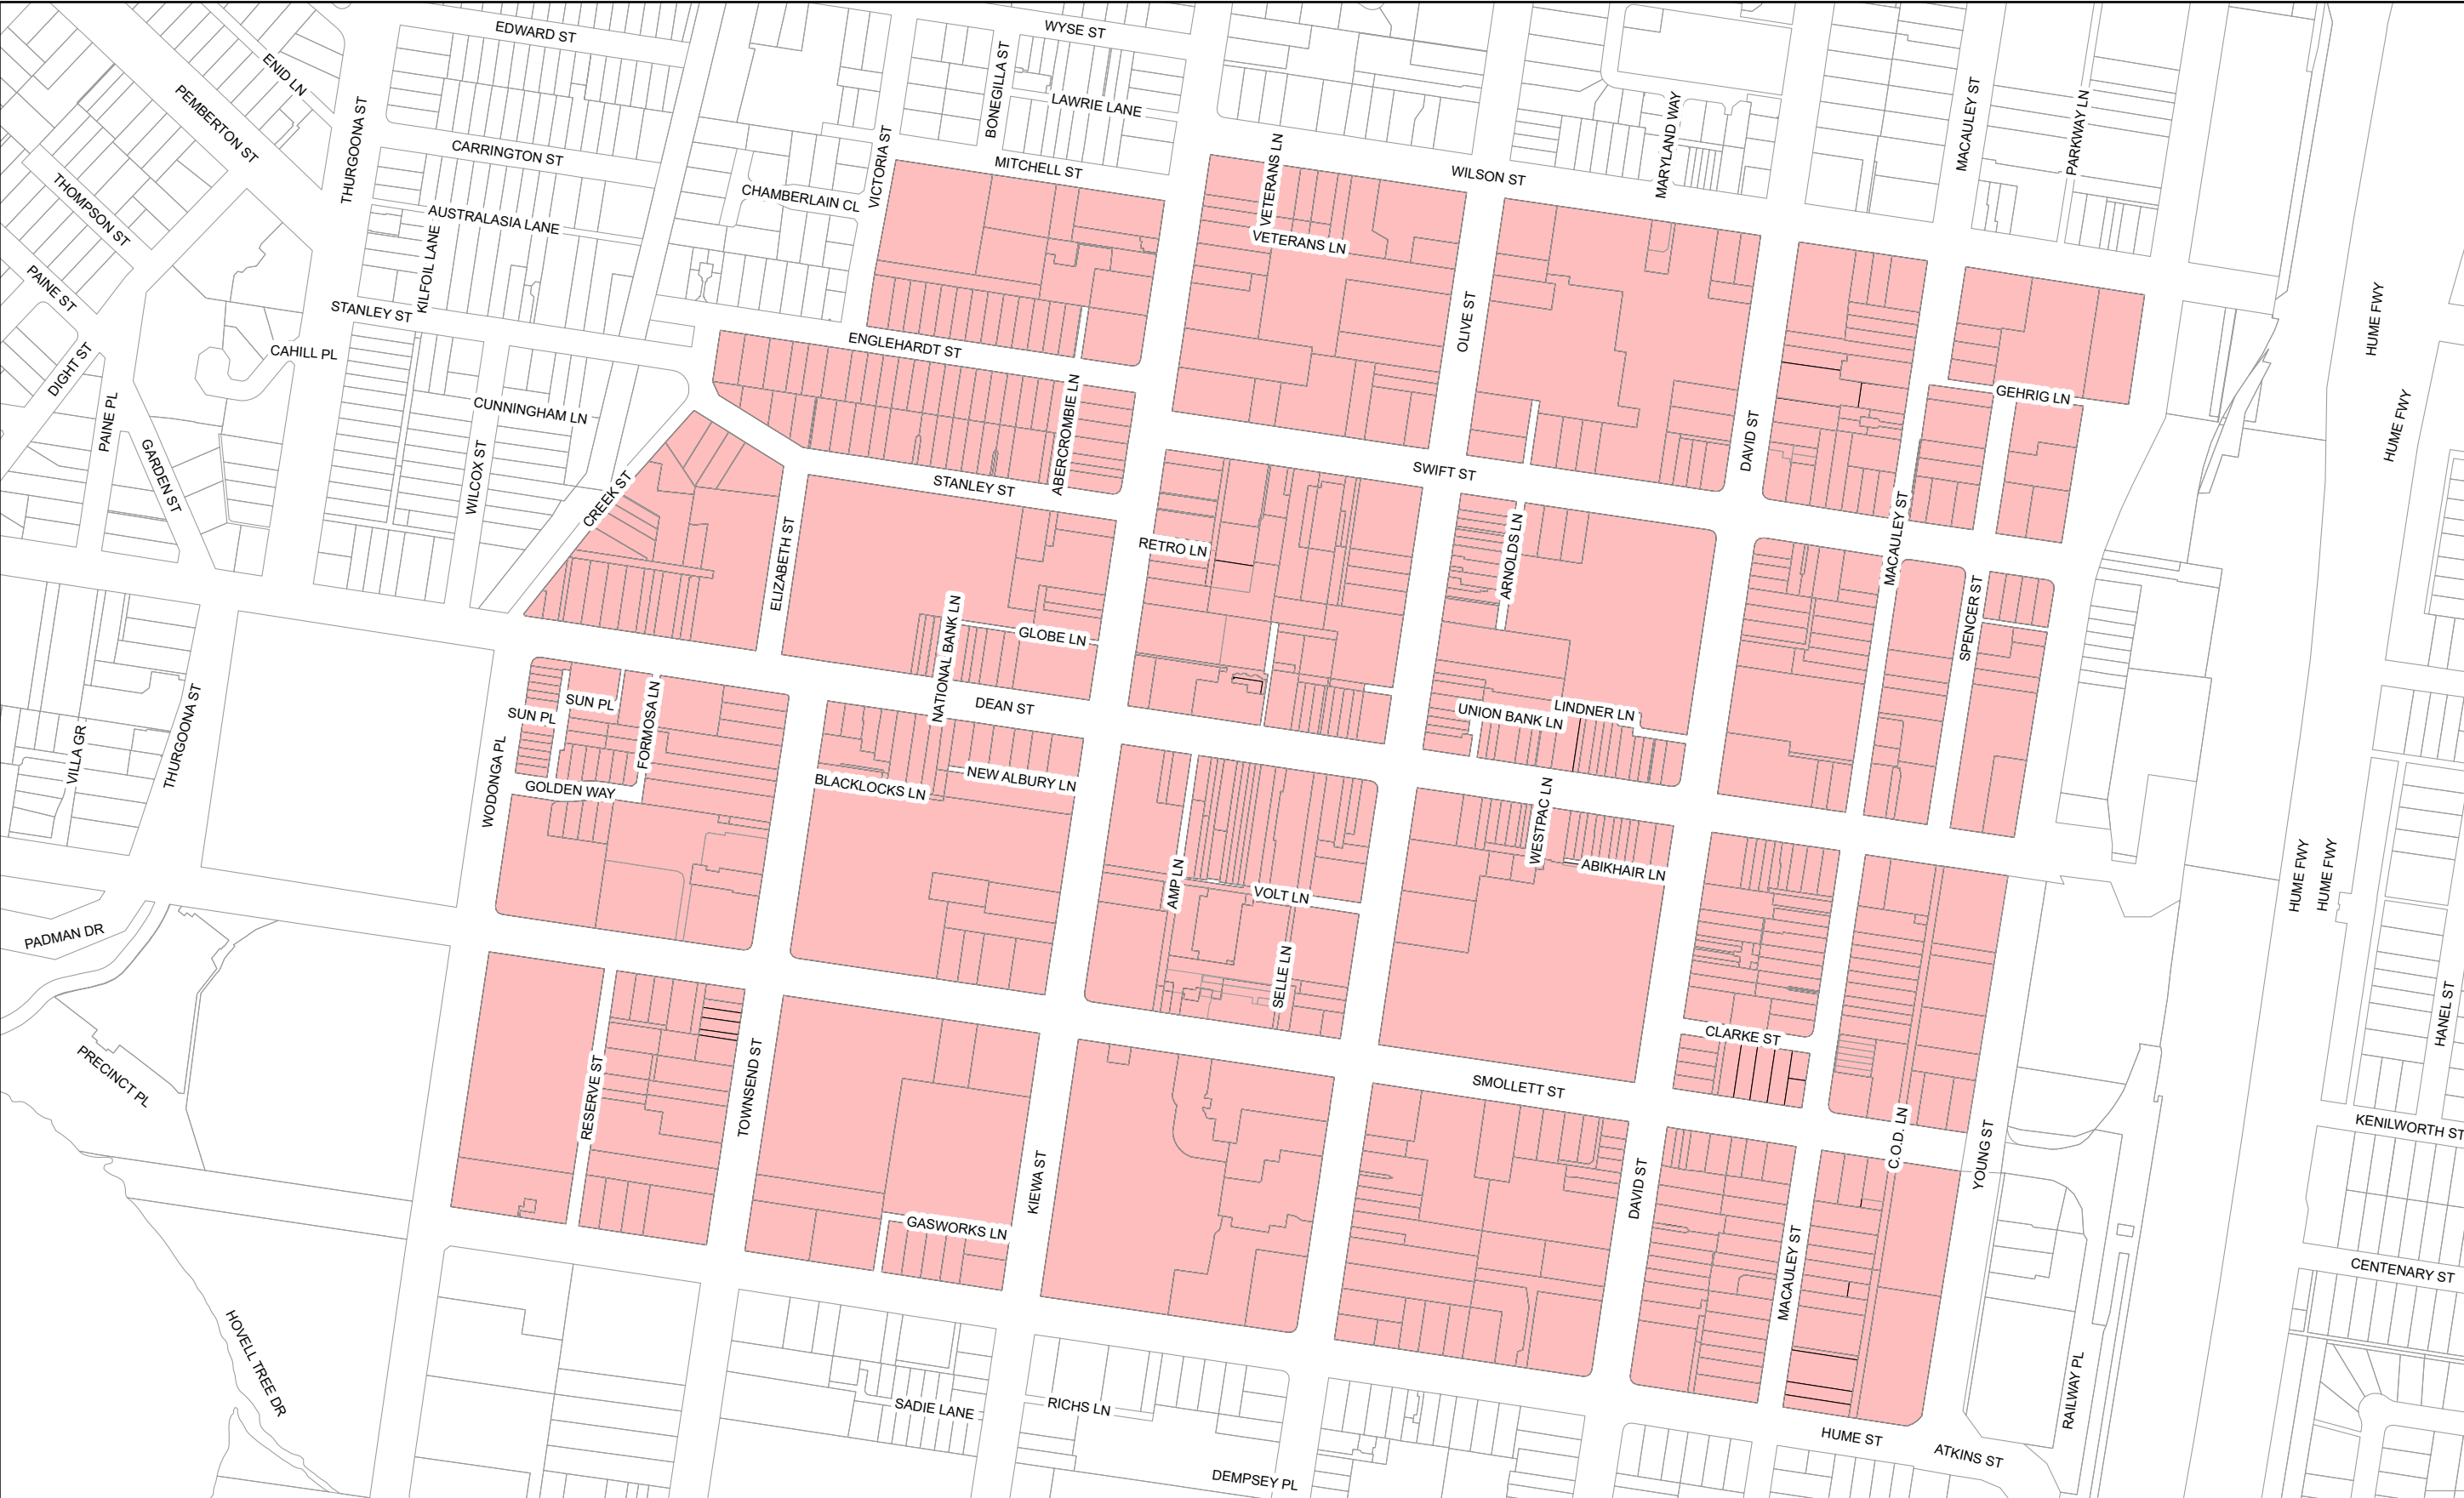 EDWARD ST
WYSE ST
ENID LN
BONEGILLA ST
PEMBERTON ST
LAWRIE LANE
MACAULEY ST
PARKWAY LN
MARYLAND WAY
THURGOONA ST
CARRINGTON ST
VICTORIA ST
MITCHELL ST
VETERANS LN
WILSON ST
CHAMBERLAIN CL
THOMPSON ST
AUSTRALASIA LANE
VETERANS LN
KILFOIL LANE
PAINE ST
STANLEY ST
OLIVE ST
HUME FWY
CAHILL PL
ENGLEHARDT ST
DIGHT ST
GEHRIG LN
CUNNINGHAM LN
PAINE PL
ABERCROMBIE LN
DAVID ST
HUME FWY
GARDEN ST
WILCOX ST
CREEK ST
STANLEY ST
SWIFT ST
MACAULEY ST
RETRO LN
ARNOLDS LN
ELIZABETH ST
SPENCER ST
NATIONAL BANK LN
GLOBE LN
SUN PL
SUN PL
FORMOSA LN
DEAN ST
UNION BANK LN
LINDNER LN
VILLA GR
THURGOONA ST
WODONGA PL
GOLDEN WAY
BLACKLOCKS LN
NEW ALBURY LN
WESTPAC LN
ABIKHAIR LN
AMP LN
VOLT LN
HUME FWY
HUME FWY
PADMAN DR
SELLE LN
HANEL ST
CLARKE ST
PRECINCT PL
RESERVE ST
TOWNSEND ST
SMOLLETT ST
KENILWORTH ST
C.O.D. LN
YOUNG ST
KIEWA ST
DAVID ST
GASWORKS LN
MACAULEY ST
CENTENARY ST
HOVELL TREE DR
RAILWAY PL
SADIE LANE
RICHS LN
HUME ST
ATKINS ST
DEMPSEY PL